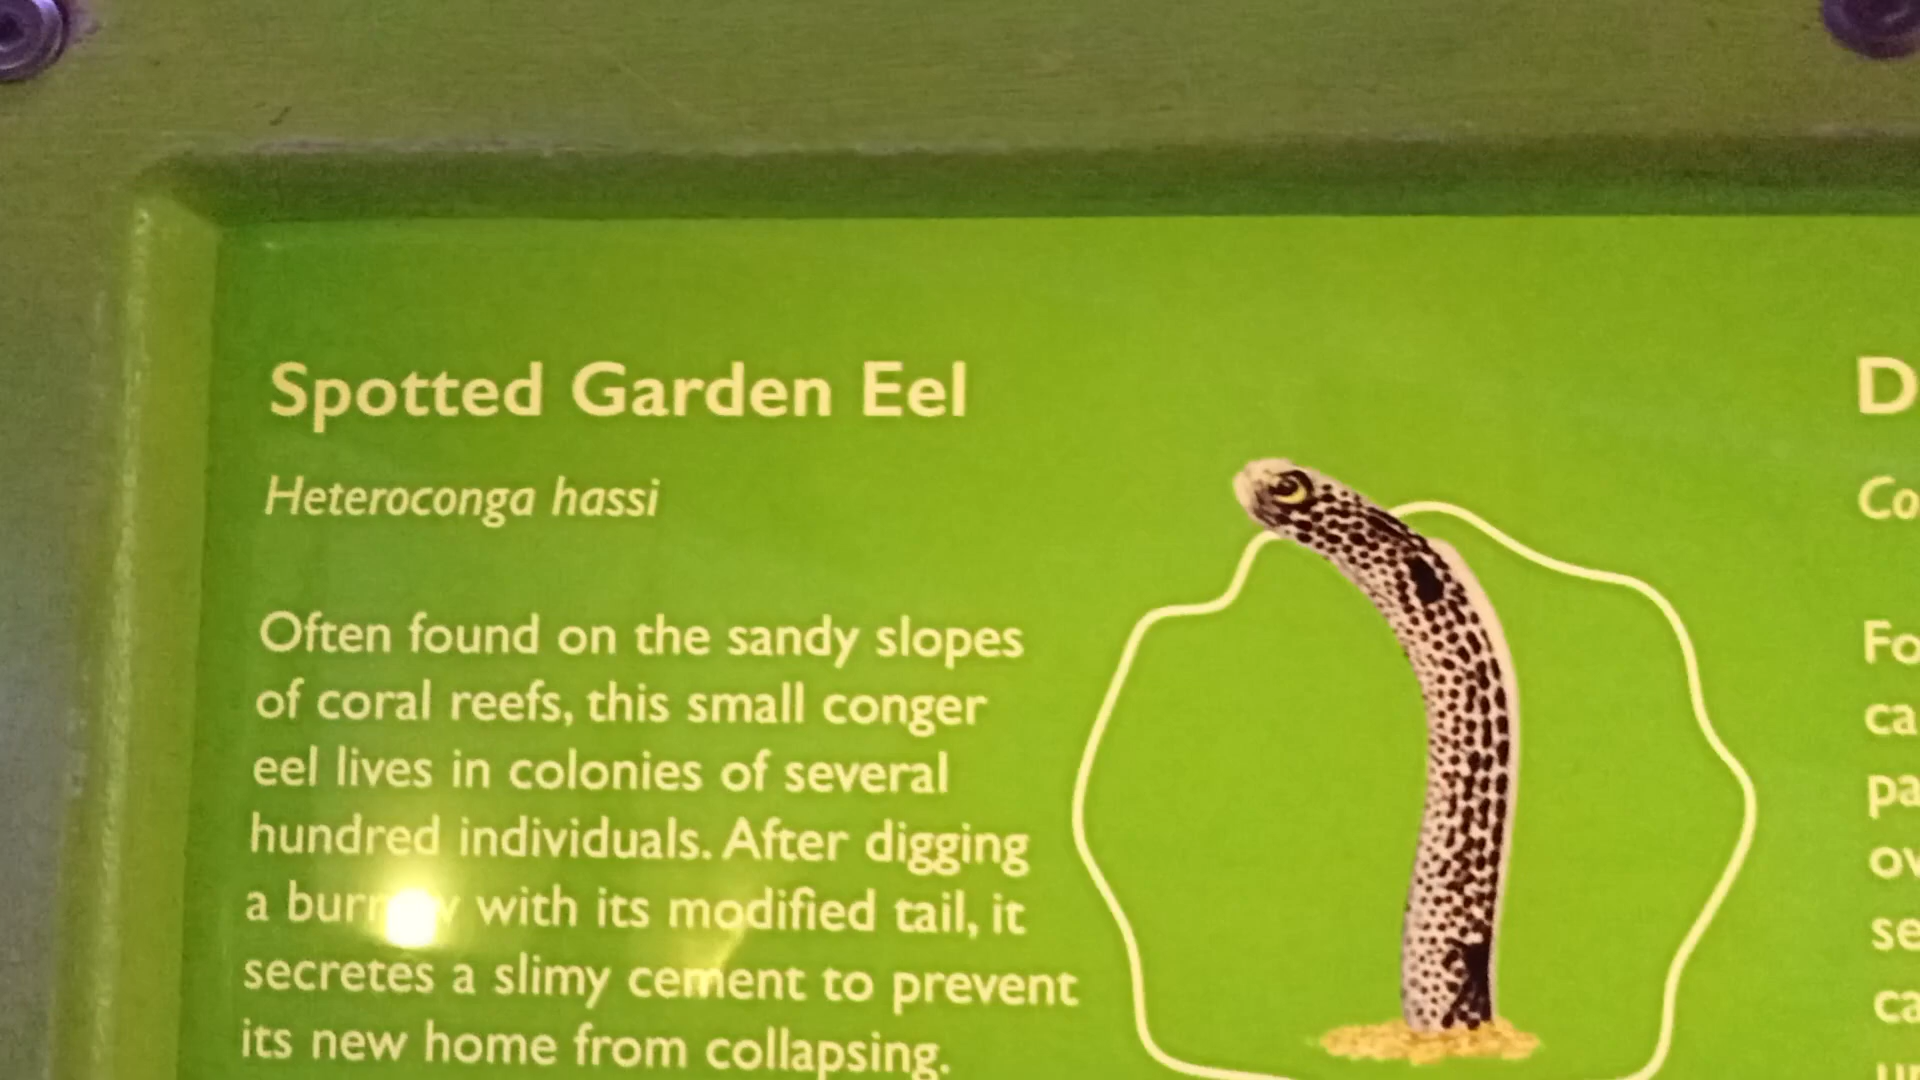 Spotted Garden Eel
Heteroconga hassi
Often found on the sandy slopes
of coral reefs, this small conger
eel lives in colonies of several
hundred individuals. After digging
a with its modified tail, it
secretes a slimy cement to prevent
its new home from collapsing.